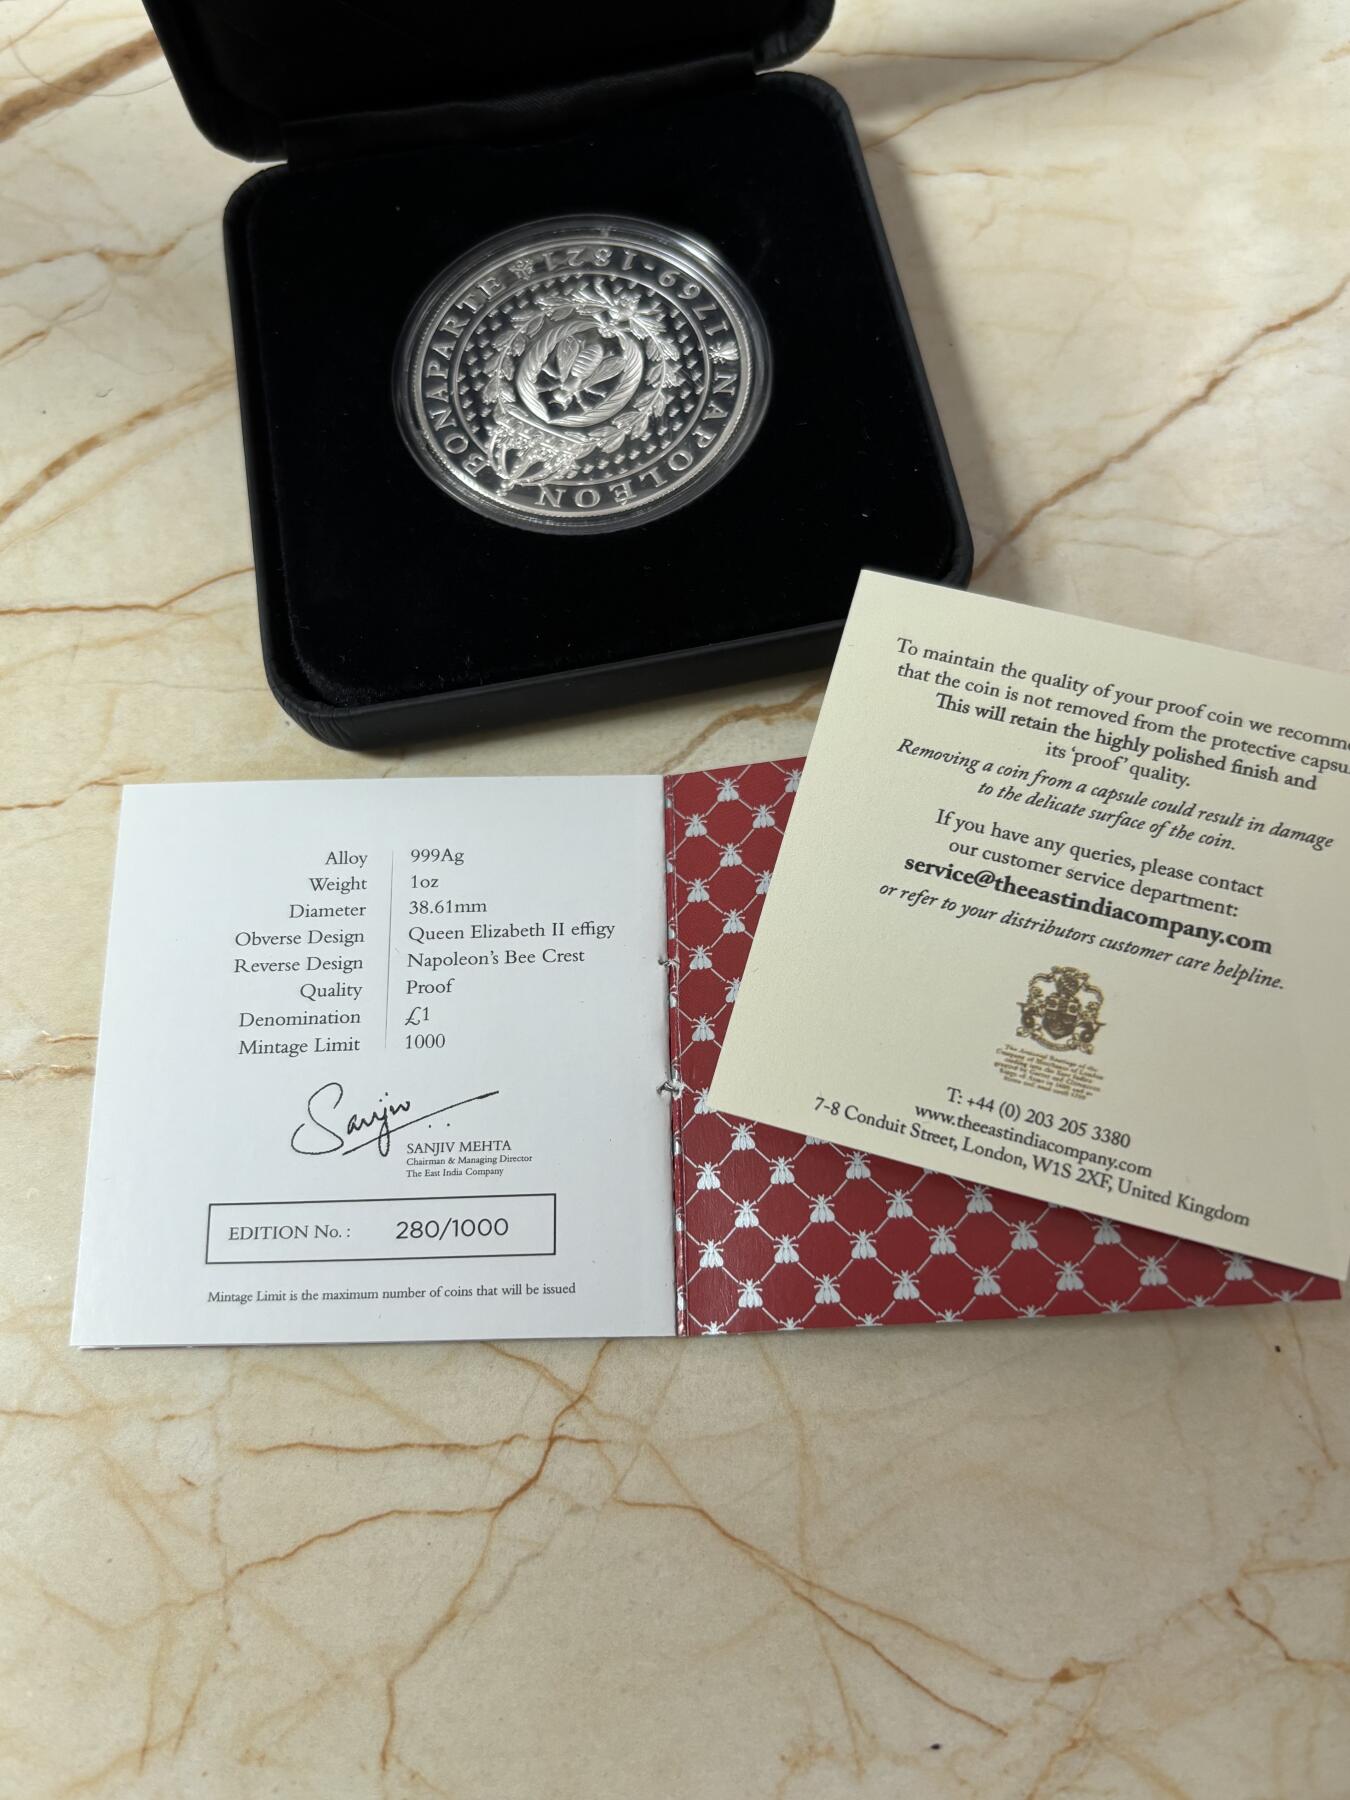 NAPOLÉON BONAPARTE 1769-1821
Alloy 999Ag
Weight 1oz
Diameter 38.61mm
Obverse Design Queen Elizabeth II effigy
Reverse Design Napoleon's Bee Crest
Quality Proof
Denomination £1
Mintage Limit 1000
Sanjiv
SANJIV MEHTA
Chairman & Managing Director
The East India Company
EDITION No. : 280/1000
Mintage Limit is the maximum number of coins that will be issued
To maintain the quality of your proof coin we recomme
that the coin is not removed from the protective capsu
This will retain the highly polished finish and
its 'proof' quality.
Removing a coin from a capsule could result in damage
to the delicate surface of the coin.
If you have any queries, please contact
our customer service department:
service@theeastindiacompany.com
or refer to your distributors customer care helpline.
T: +44 (0) 203 205 3380
www.theeastindiacompany.com
7-8 Conduit Street, London, W1S 2XF, United Kingdom